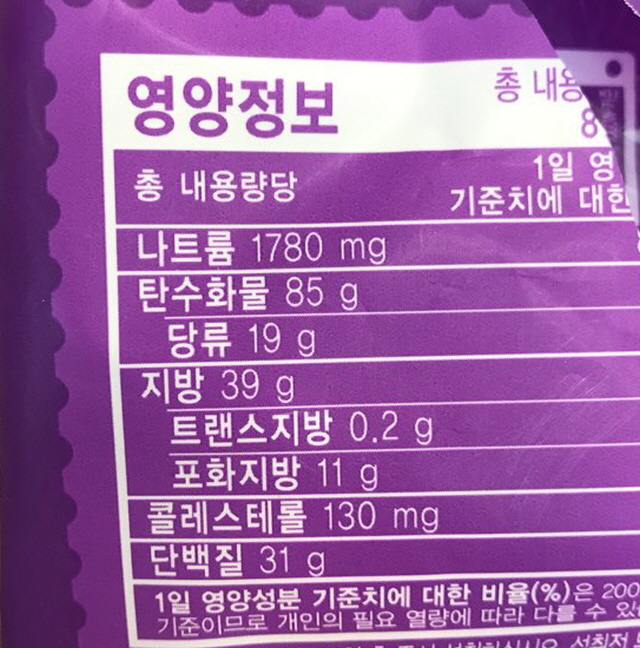 영양정보
총 내용
8
총 내용량당
1일 영
기준치에 대한
나트륨 1780 mg
탄수화물 85 g
당류 19 g
지방 39 g
트랜스지방 0.2 g
포화지방 11 g
콜레스테롤 130 mg
단백질 31 g
1일 영양성분 기준치에 대한 비율(%)은 200
기준이므로 개인의 필요 열량에 따라 다를 수 있